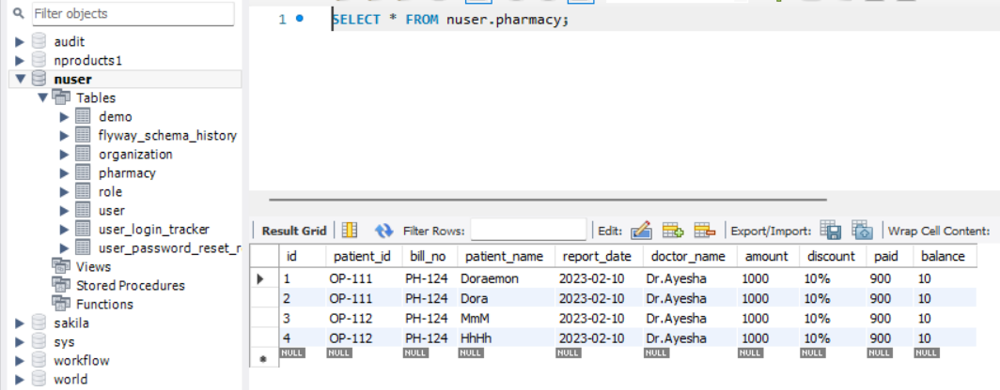 Filter objects
audit
nproducts1
nuser
Tables
demo
flyway_schema_history
organization
pharmacy
role
user
user_login_tracker
user_password_reset_r
Views
Stored Procedures
Functions
sakila
sys
workflow
world
1 SELECT * FROM nuser.pharmacy;
Result Grid Filter Rows: Edit: Export/Import: Wrap Cell Content:
id patient_id bill_no patient_name report_date doctor_name amount discount paid balance
1 OP-111 PH-124 Doraemon 2023-02-10 Dr.Ayesha 1000 10% 900 10
2 OP-111 PH-124 Dora 2023-02-10 Dr.Ayesha 1000 10% 900 10
3 OP-112 PH-124 MmM 2023-02-10 Dr.Ayesha 1000 10% 900 10
4 OP-112 PH-124 HhHh 2023-02-10 Dr.Ayesha 1000 10% 900 10
NULL NULL NULL NULL NULL NULL NULL NULL NULL NULL